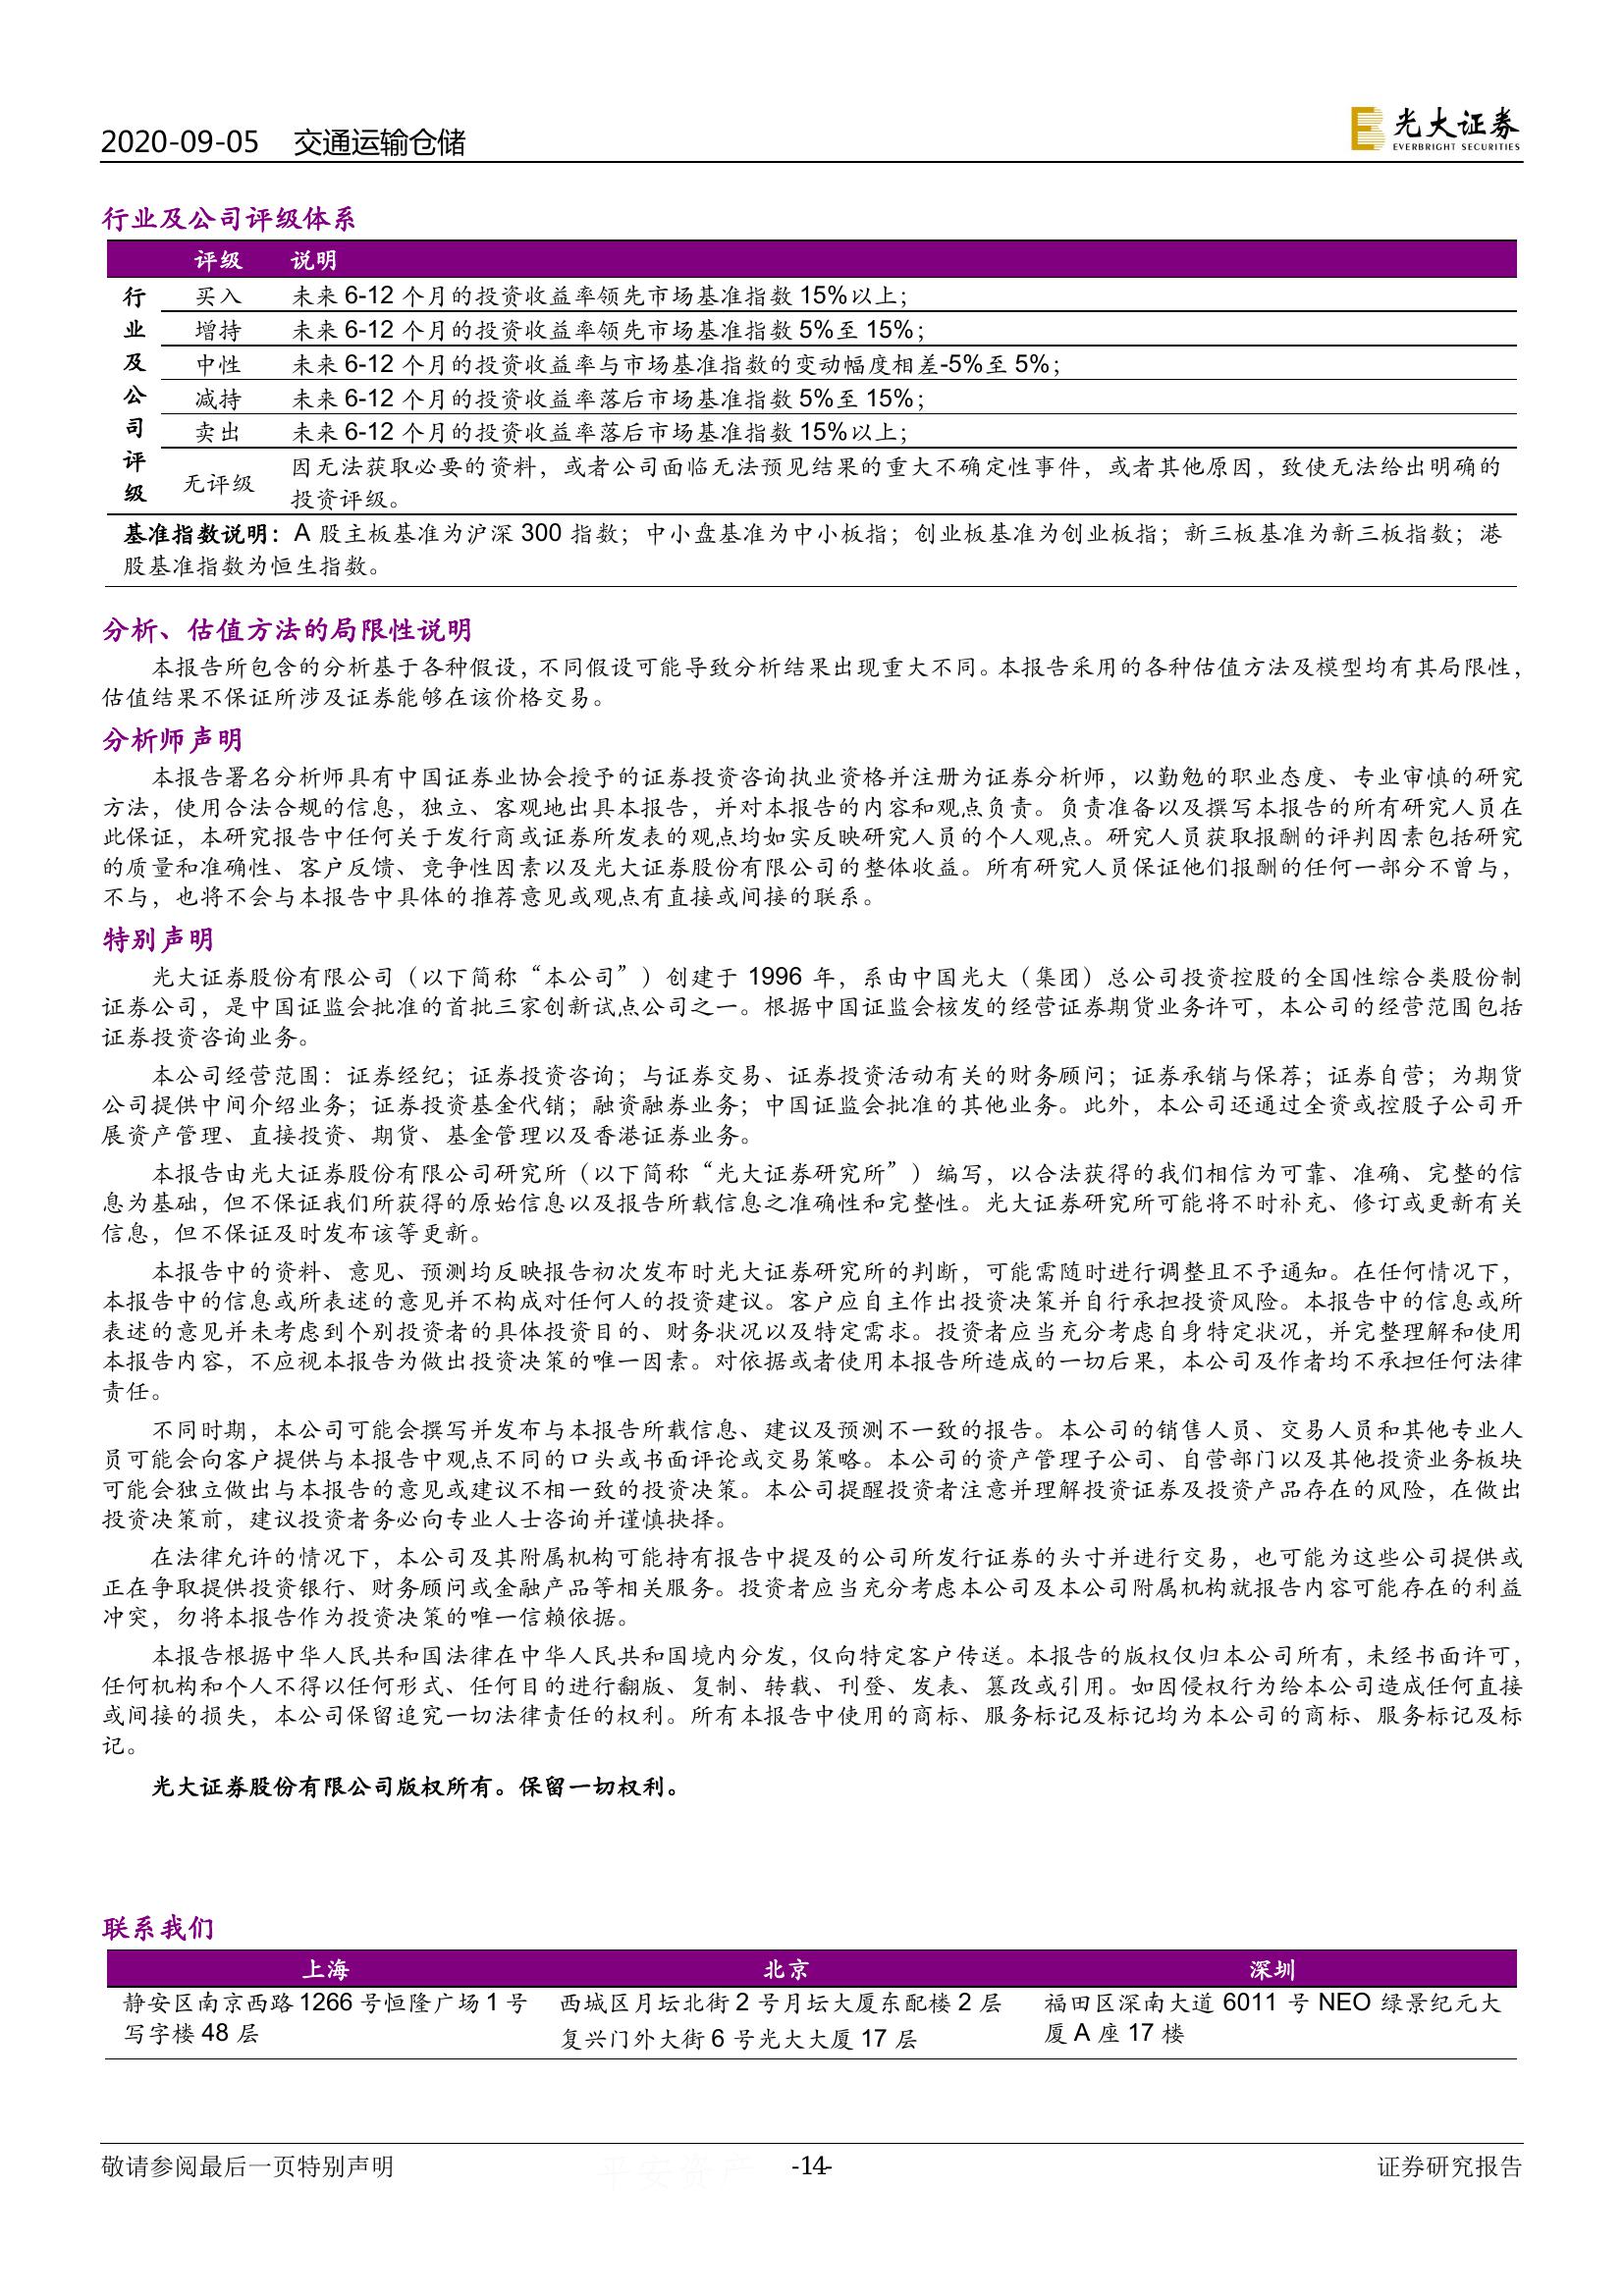 2020-09-05 交通运输仓储
光大证券
EVERBRIGHT SECURITIES
行业及公司评级体系
评级 说明
行业及公司评级
买入 未来 6-12 个月的投资收益率领先市场基准指数 15%以上；
增持 未来 6-12 个月的投资收益率领先市场基准指数 5%至 15%；
中性 未来 6-12 个月的投资收益率与市场基准指数的变动幅度相差-5%至 5%；
减持 未来 6-12 个月的投资收益率落后市场基准指数 5%至 15%；
卖出 未来 6-12 个月的投资收益率落后市场基准指数 15%以上；
无评级 因无法获取必要的资料，或者公司面临无法预见结果的重大不确定性事件，或者其他原因，致使无法给出明确的
投资评级。
基准指数说明：A 股主板基准为沪深 300 指数；中小盘基准为中小板指；创业板基准为创业板指；新三板基准为新三板指数；港
股基准指数为恒生指数。
分析、估值方法的局限性说明
本报告所包含的分析基于各种假设，不同假设可能导致分析结果出现重大不同。本报告采用的各种估值方法及模型均有其局限性，
估值结果不保证所涉及证券能够在该价格交易。
分析师声明
本报告署名分析师具有中国证券业协会授予的证券投资咨询执业资格并注册为证券分析师，以勤勉的职业态度、专业审慎的研究
方法，使用合法合规的信息，独立、客观地出具本报告，并对本报告的内容和观点负责。负责准备以及撰写本报告的所有研究人员在
此保证，本研究报告中任何关于发行商或证券所发表的观点均如实反映研究人员的个人观点。研究人员获取报酬的评判因素包括研究
的质量和准确性、客户反馈、竞争性因素以及光大证券股份有限公司的整体收益。所有研究人员保证他们报酬的任何一部分不曾与，
不与，也将不会与本报告中具体的推荐意见或观点有直接或间接的联系。
特别声明
光大证券股份有限公司（以下简称“本公司”）创建于 1996 年，系由中国光大（集团）总公司投资控股的全国性综合类股份制
证券公司，是中国证监会批准的首批三家创新试点公司之一。根据中国证监会核发的经营证券期货业务许可，本公司的经营范围包括
证券投资咨询业务。
本公司经营范围：证券经纪；证券投资咨询；与证券交易、证券投资活动有关的财务顾问；证券承销与保荐；证券自营；为期货
公司提供中间介绍业务；证券投资基金代销；融资融券业务；中国证监会批准的其他业务。此外，本公司还通过全资或控股子公司开
展资产管理、直接投资、期货、基金管理以及香港证券业务。
本报告由光大证券股份有限公司研究所（以下简称“光大证券研究所”）编写，以合法获得的我们相信为可靠、准确、完整的信
息为基础，但不保证我们所获得的原始信息以及报告所载信息之准确性和完整性。光大证券研究所可能将不时补充、修订或更新有关
信息，但不保证及时发布该等更新。
本报告中的资料、意见、预测均反映报告初次发布时光大证券研究所的判断，可能需随时进行调整且不予通知。在任何情况下，
本报告中的信息或所表述的意见并不构成对任何人的投资建议。客户应自主作出投资决策并自行承担投资风险。本报告中的信息或所
表述的意见并未考虑到个别投资者的具体投资目的、财务状况以及特定需求。投资者应当充分考虑自身特定状况，并完整理解和使用
本报告内容，不应视本报告为做出投资决策的唯一因素。对依据或者使用本报告所造成的一切后果，本公司及作者均不承担任何法律
责任。
不同时期，本公司可能会撰写并发布与本报告所载信息、建议及预测不一致的报告。本公司的销售人员、交易人员和其他专业人
员可能会向客户提供与本报告中观点不同的口头或书面评论或交易策略。本公司的资产管理子公司、自营部门以及其他投资业务板块
可能会独立做出与本报告的意见或建议不相一致的投资决策。本公司提醒投资者注意并理解投资证券及投资产品存在的风险，在做出
投资决策前，建议投资者务必向专业人士咨询并谨慎抉择。
在法律允许的情况下，本公司及其附属机构可能持有报告中提及的公司所发行证券的头寸并进行交易，也可能为这些公司提供或
正在争取提供投资银行、财务顾问或金融产品等相关服务。投资者应当充分考虑本公司及本公司附属机构就报告内容可能存在的利益
冲突，勿将本报告作为投资决策的唯一信赖依据。
本报告根据中华人民共和国法律在中华人民共和国境内分发，仅向特定客户传送。本报告的版权仅归本公司所有，未经书面许可，
任何机构和个人不得以任何形式、任何目的进行翻版、复制、转载、刊登、发表、篡改或引用。如因侵权行为给本公司造成任何直接
或间接的损失，本公司保留追究一切法律责任的权利。所有本报告中使用的商标、服务标记及标记均为本公司的商标、服务标记及标
记。
光大证券股份有限公司版权所有。保留一切权利。
联系我们
上海 北京 深圳
静安区南京西路 1266 号恒隆广场 1 号 西城区月坛北街 2 号月坛大厦东配楼 2 层 福田区深南大道 6011 号 NEO 绿景纪元大
写字楼 48 层 复兴门外大街 6 号光大大厦 17 层 厦 A 座 17 楼
敬请参阅最后一页特别声明 平安资产 -14- 证券研究报告